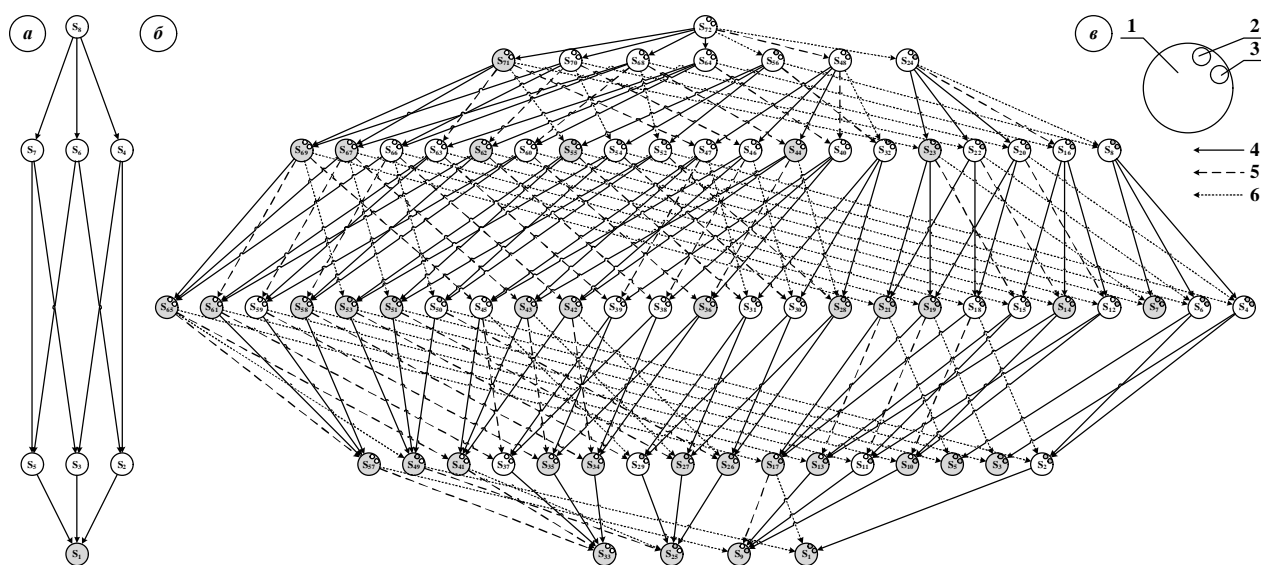 а
S8
S7 S6 S4
S5 S3 S2
S1
б
S72
S71 S70 S68 S64 S56 S48 S24
S69 S67 S66 S63 S62 S60 S55 S54 S52 S47 S46 S44 S40 S32 S23 S22 S20 S16 S8
S65 S61 S59 S58 S53 S51 S50 S45 S43 S42 S39 S38 S36 S31 S30 S28 S21 S19 S18 S15 S14 S12 S7 S6 S4
S57 S49 S41 S37 S35 S34 S29 S27 S26 S17 S13 S11 S10 S5 S3 S2
S33 S25 S9 S1
в
1
2
3
4
5
6